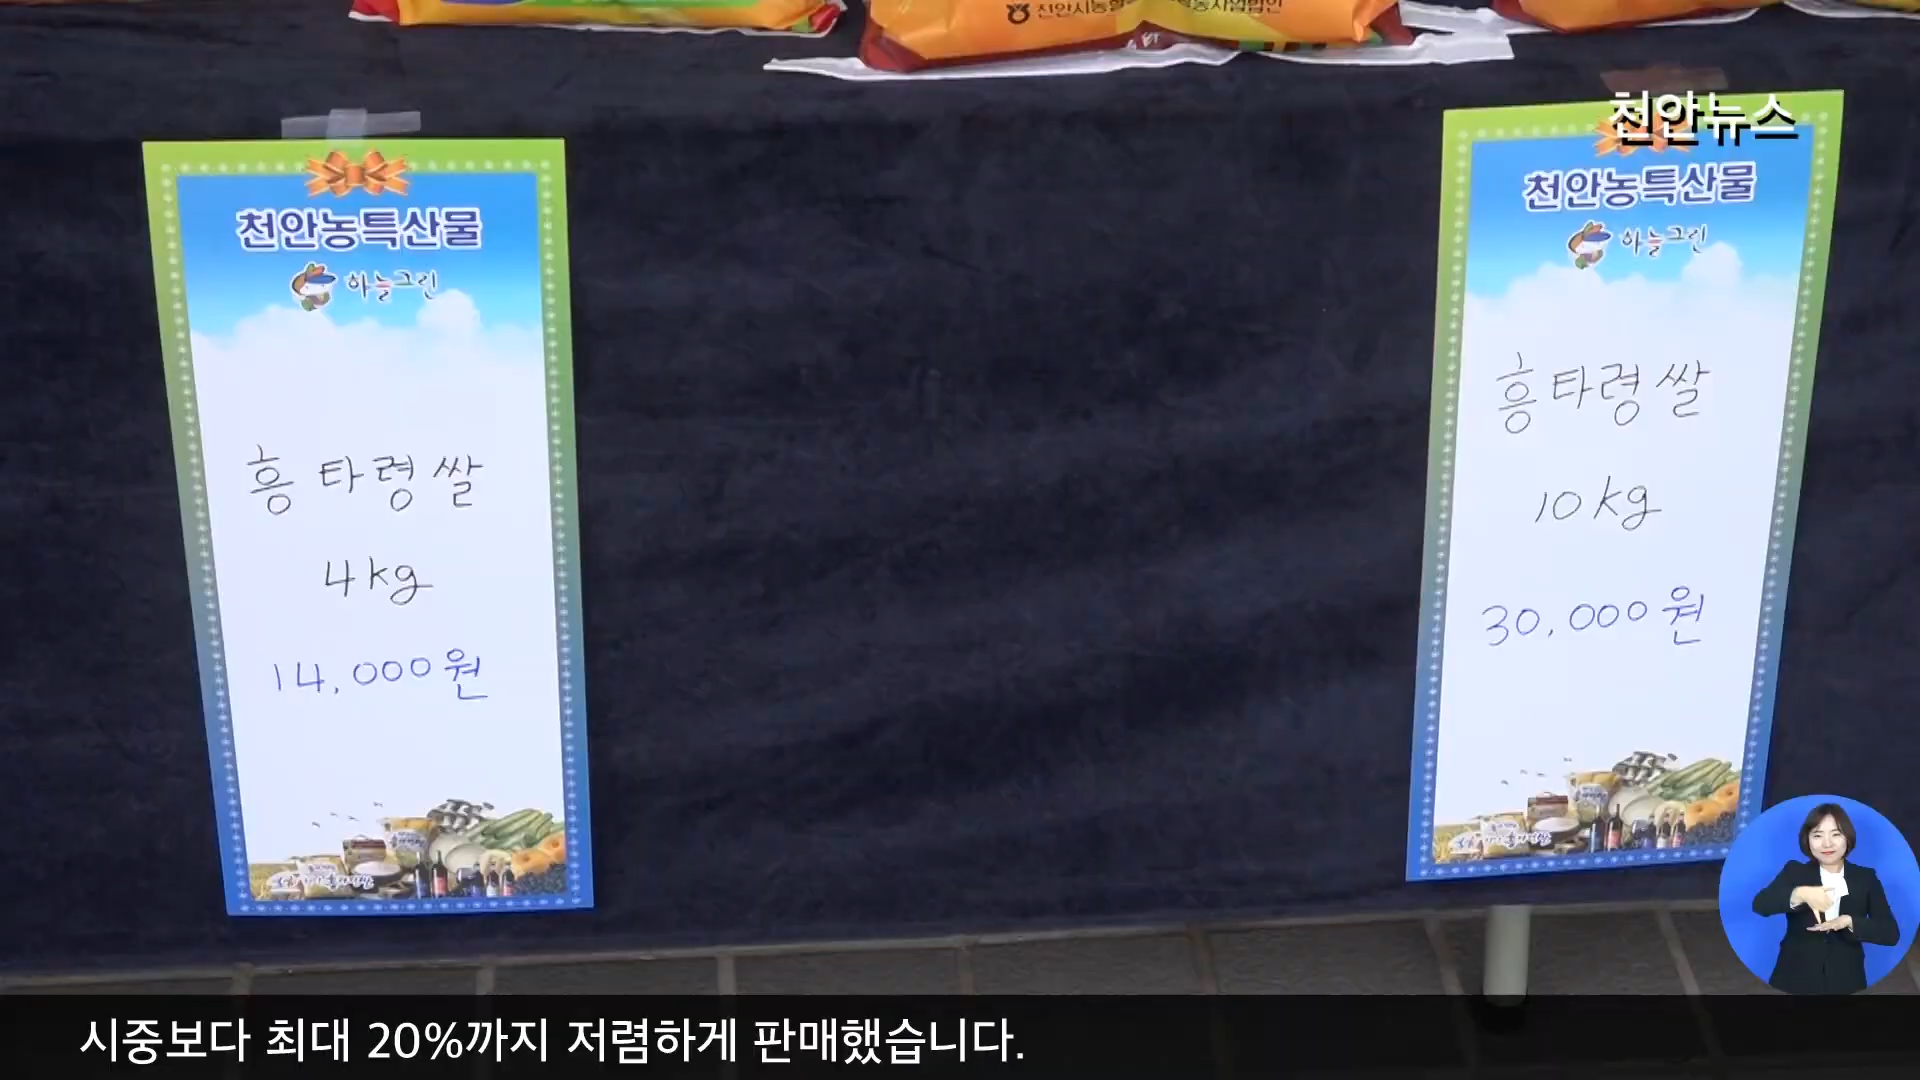 천안뉴스
천안농특산물
하늘그린
흥타령쌀
4kg
14,000원
천안농특산물
하늘그린
흥타령쌀
10kg
30,000원
시중보다 최대 20%까지 저렴하게 판매했습니다.